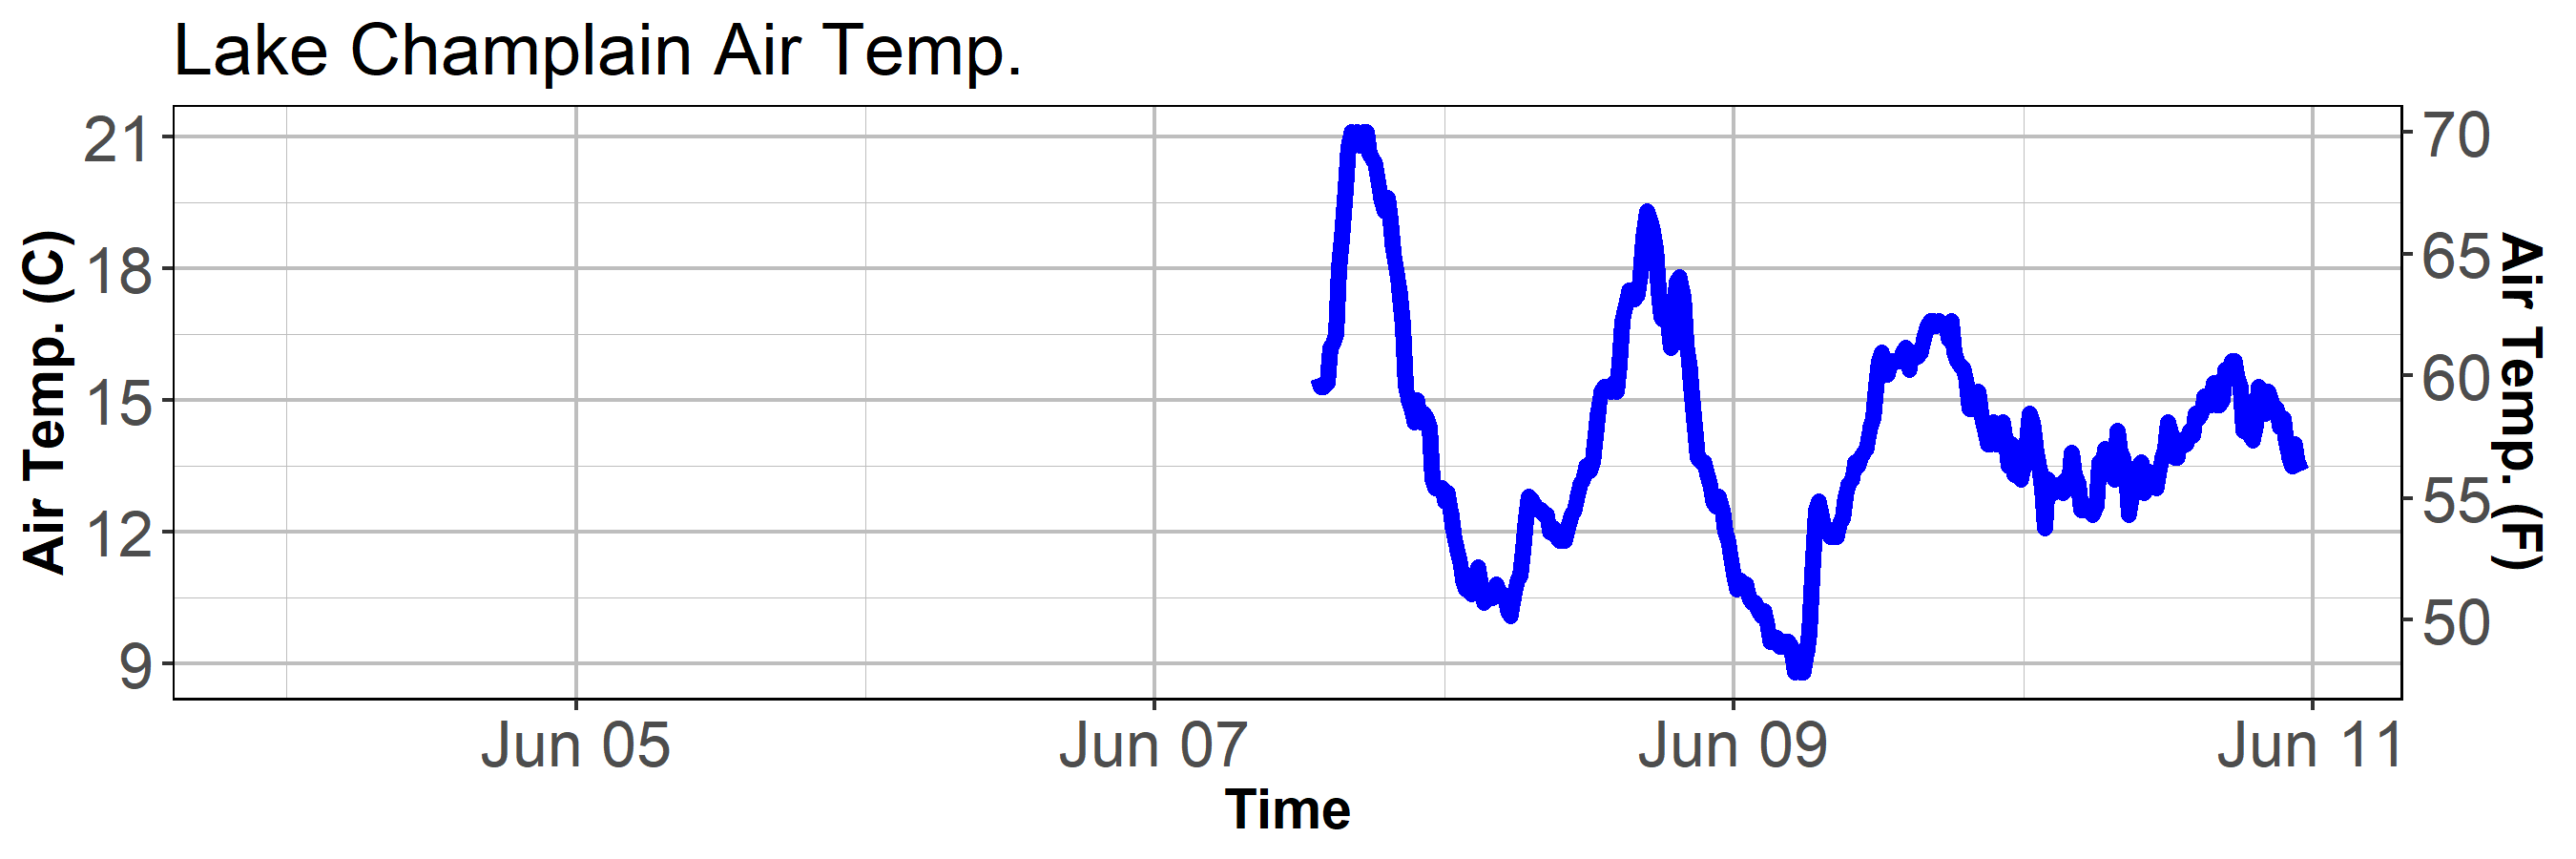 Lake Champlain Air Temp.
21
18
15
12
9
Air Temp. (C)
70
65
60
55
50
Air Temp. (F)
Jun 05
Jun 07
Jun 09
Jun 11
Time